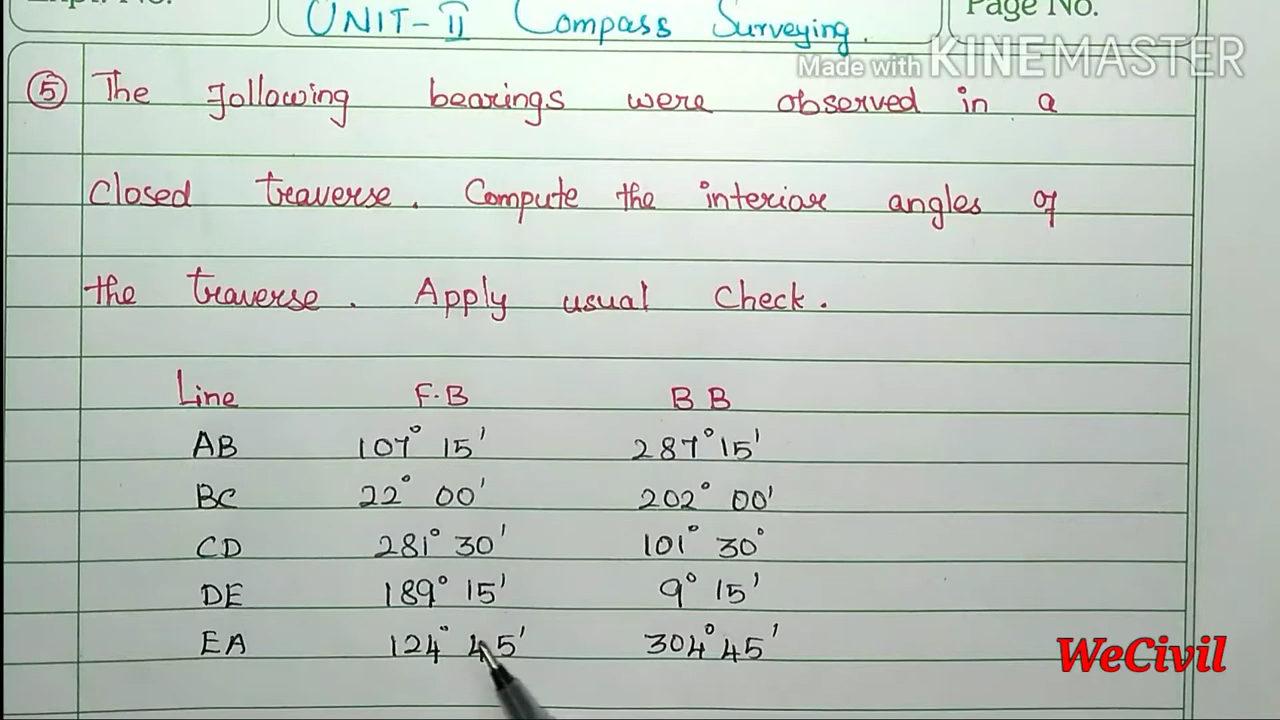 UNIT-II Compass Surveying.
Page No.
Made with KINEMASTER
5 The following bearings were observed in a
closed traverse. Compute the interior angles of
the traverse. Apply usual check.
Line F.B B B
AB 107° 15' 287° 15'
BC 22° 00' 202° 00'
CD 281° 30' 101° 30°
DE 189° 15' 9° 15'
EA 124° 45' 304° 45'
WeCivil